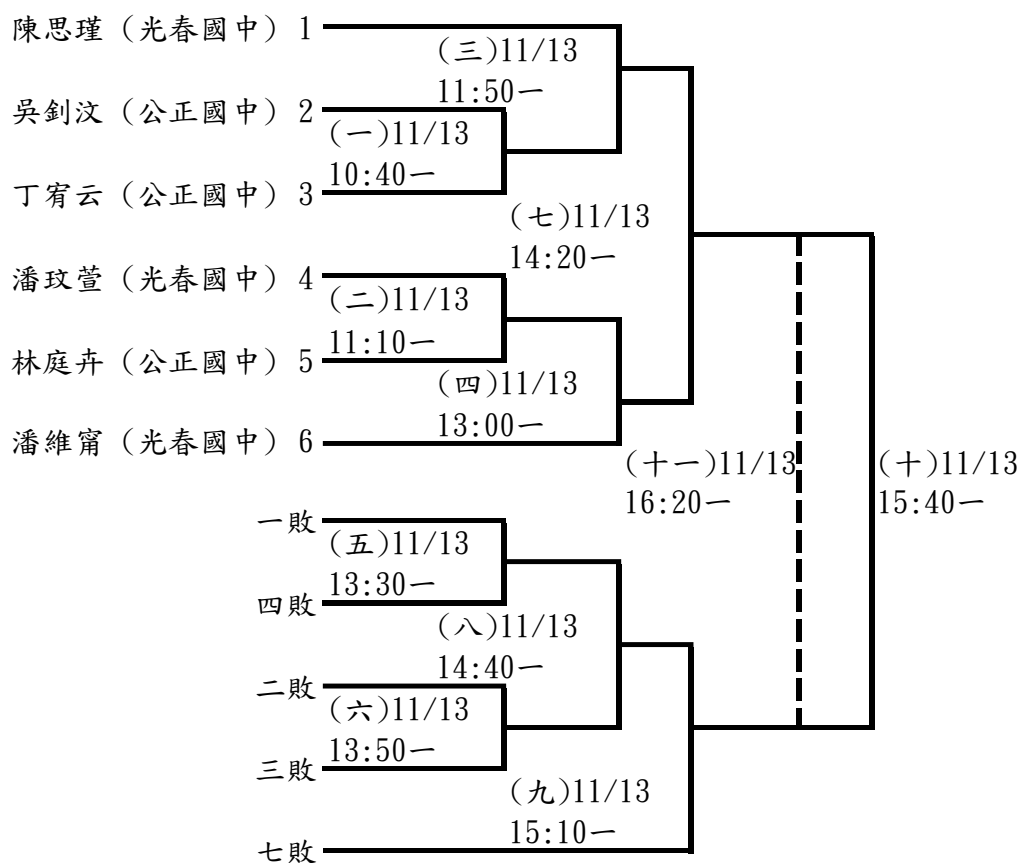 陳思瑾（光春國中）1
(三)11/13
11:50一
吳釗汶（公正國中）2
(一)11/13
10:40一
丁宥云（公正國中）3
(七)11/13
14:20一
潘玟萱（光春國中）4
(二)11/13
11:10一
林庭卉（公正國中）5
(四)11/13
13:00一
潘維甯（光春國中）6
(十一)11/13
16:20一
(十)11/13
15:40一
一敗
(五)11/13
13:30一
四敗
(八)11/13
14:40一
二敗
(六)11/13
13:50一
三敗
(九)11/13
15:10一
七敗